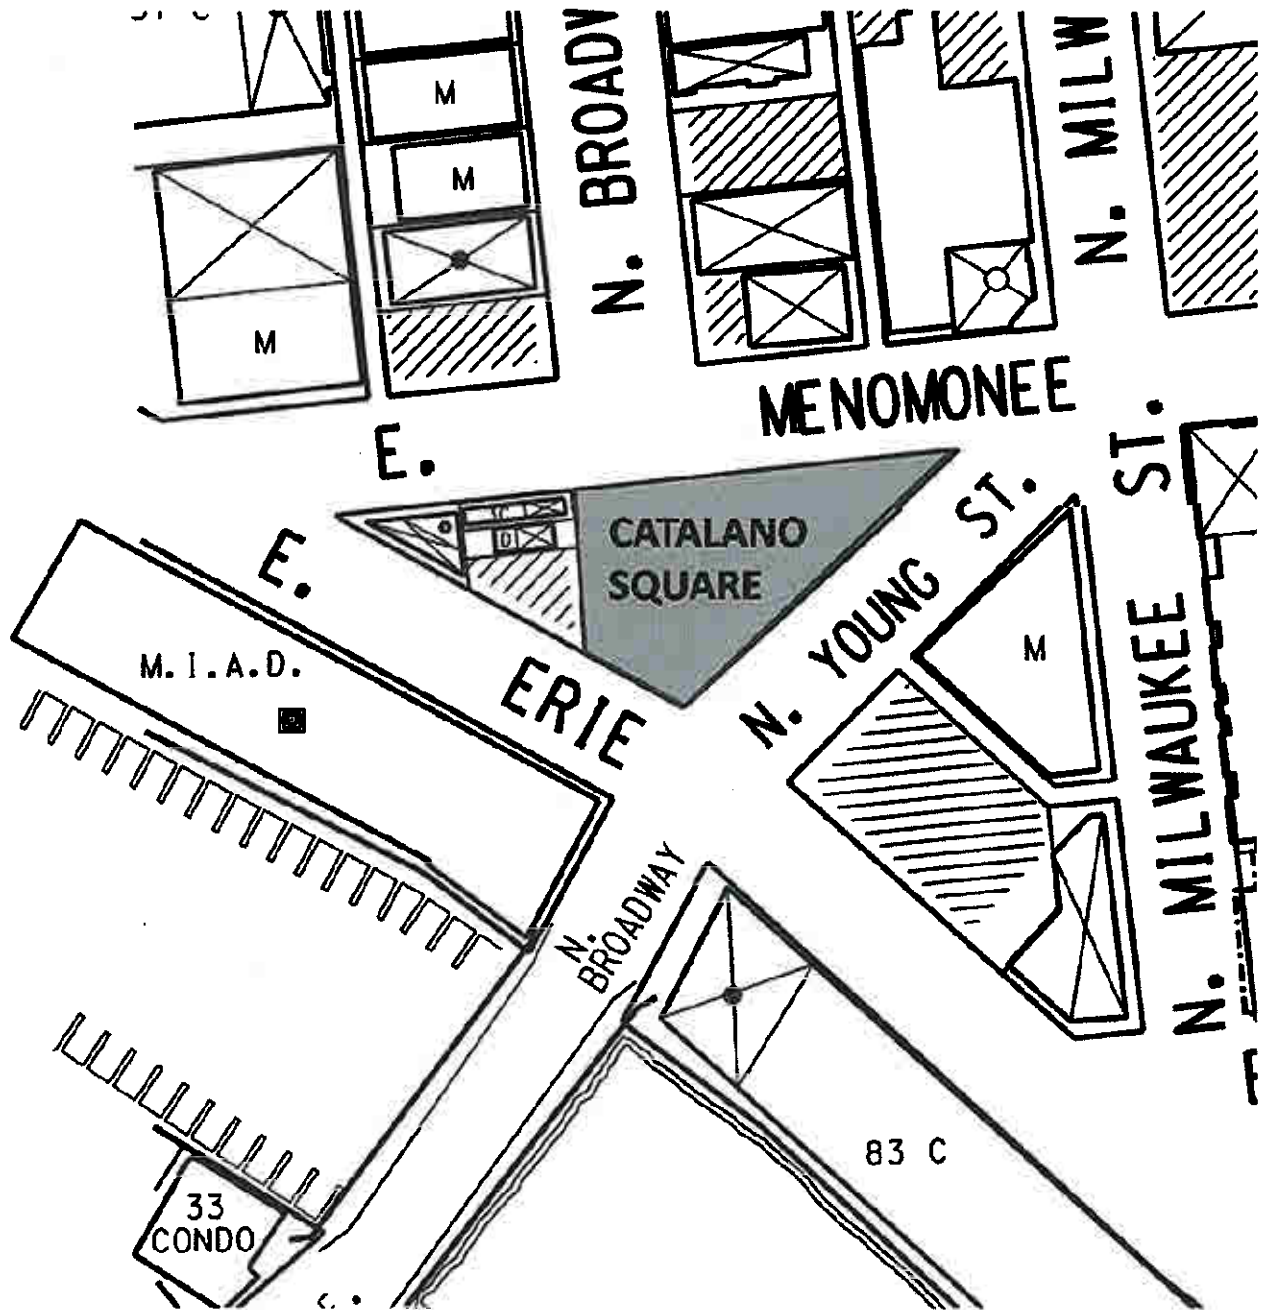 M
M
M
N. BROADW
N. MILW
E. MENOMONEE
CATALANO
SQUARE
D
E. ERIE
N. YOUNG ST.
M
M.I.A.D.
N. MILWAUKEE ST.
N.
BROADWAY
83 C
33
CONDO